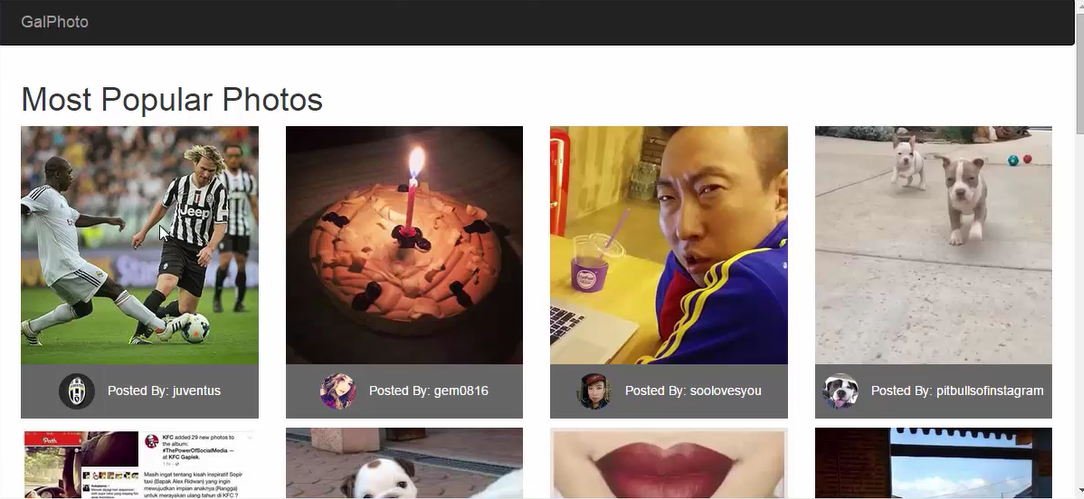 GalPhoto
Most Popular Photos
Jeep
Posted By: juventus
Posted By: gem0816
Posted By: soolovesyou
Posted By: pitbullsofinstagram
Path
KFC added 29 new photos to
the album:
#ThePowerOfSocialMedia —
at KFC Gapiek.
Masih ingat tentang kisah inspiratif Sopir
taxi (Bapak Alex Ridwan) yang ingin
mewujudkan impian anaknya (Rangga)
untuk merayakan ulang tahun di KFC ?